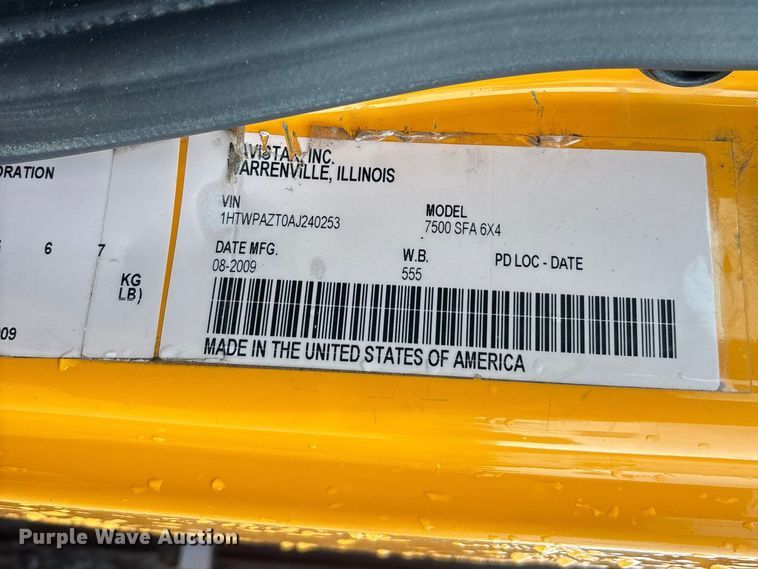 ORATION
6 7
KG
LB)
NAVISTAR, INC.
WARRENVILLE, ILLINOIS
VIN
1HTWPAZT0AJ240253
MODEL
7500 SFA 6X4
DATE MFG.
08-2009
W.B.
555
PD LOC - DATE
09
MADE IN THE UNITED STATES OF AMERICA
Purple Wave Auction